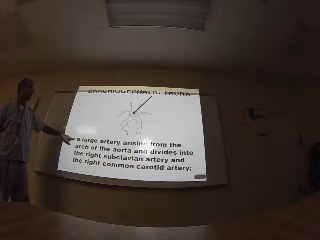 BRACHIOCEPHALIC TRUNK
a large artery arising from the
arch of the aorta and divides into
the right subclavian artery and
the right common carotid artery;